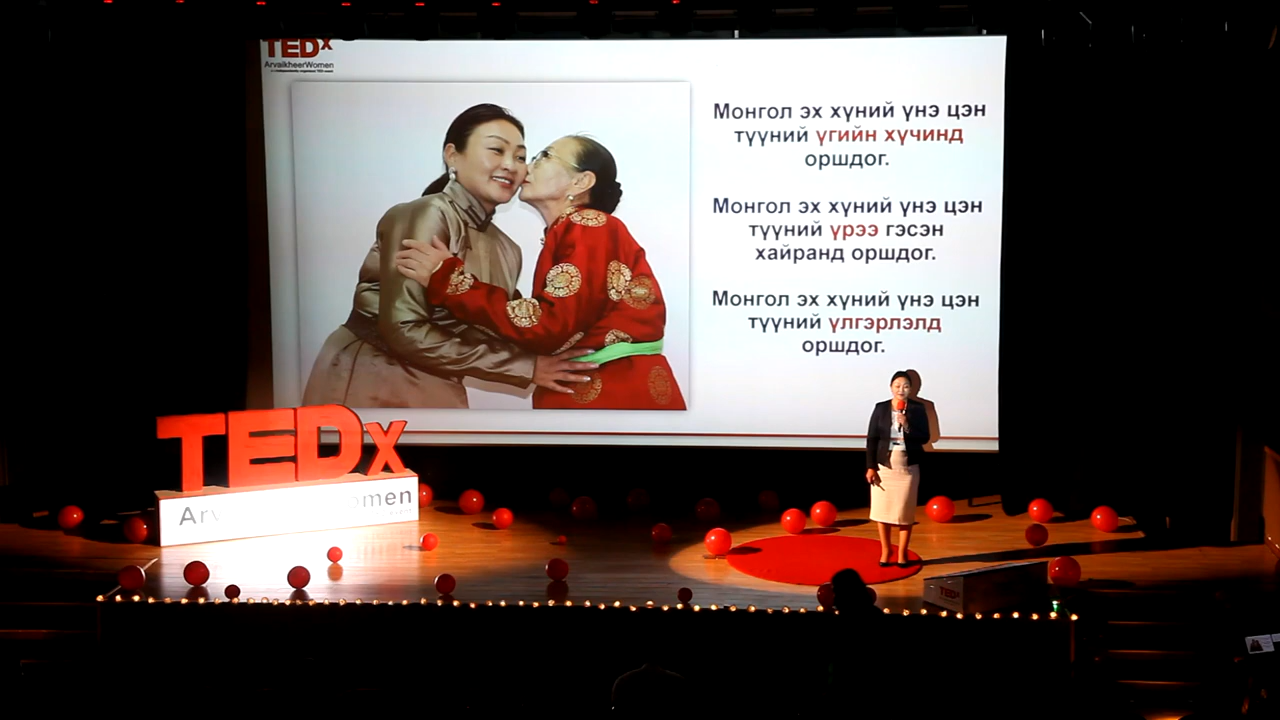 TEDx
ArvaikheerWomen
Монгол эх хүний үнэ цэн
түүний үгийн хүчинд
оршдог.
Монгол эх хүний үнэ цэн
түүний үрээ гэсэн
хайранд оршдог.
Монгол эх хүний үнэ цэн
түүний үлгэрлэлд
оршдог.
TEDx
TEDx